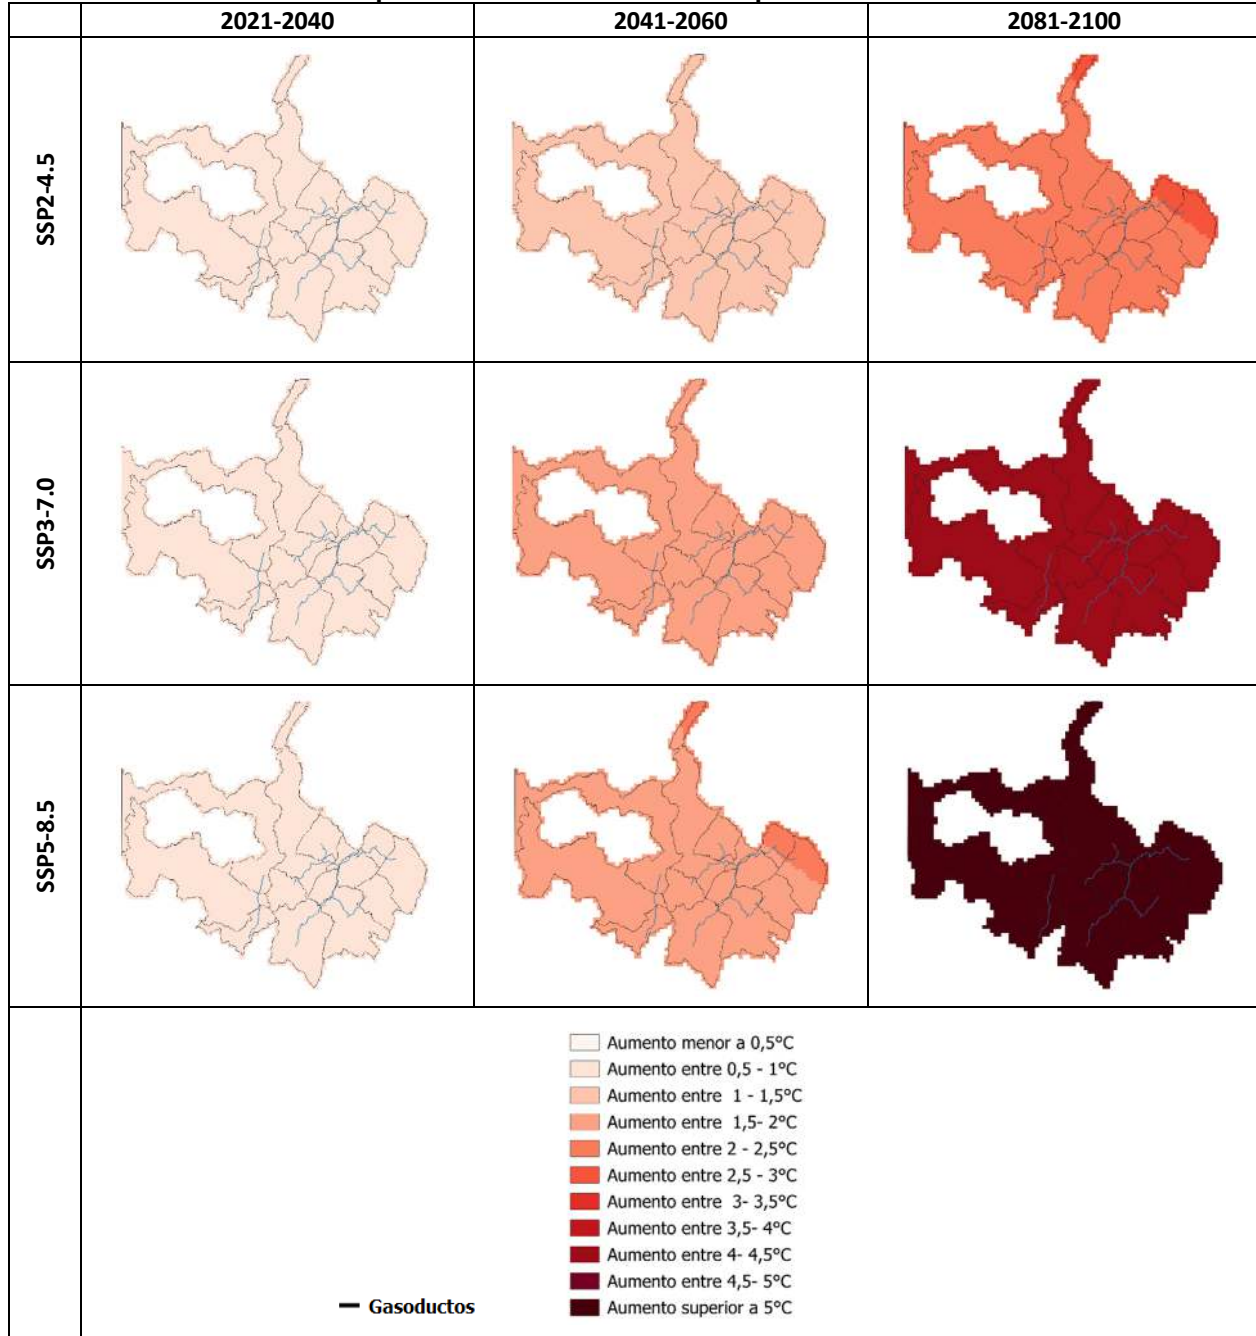 2021-2040 2041-2060 2081-2100
SSP2-4.5
SSP3-7.0
SSP5-8.5
Aumento menor a 0,5°C
Aumento entre 0,5 - 1°C
Aumento entre 1 - 1,5°C
Aumento entre 1,5- 2°C
Aumento entre 2 - 2,5°C
Aumento entre 2,5 - 3°C
Aumento entre 3- 3,5°C
Aumento entre 3,5- 4°C
Aumento entre 4- 4,5°C
Aumento entre 4,5- 5°C
Aumento superior a 5°C
Gasoductos